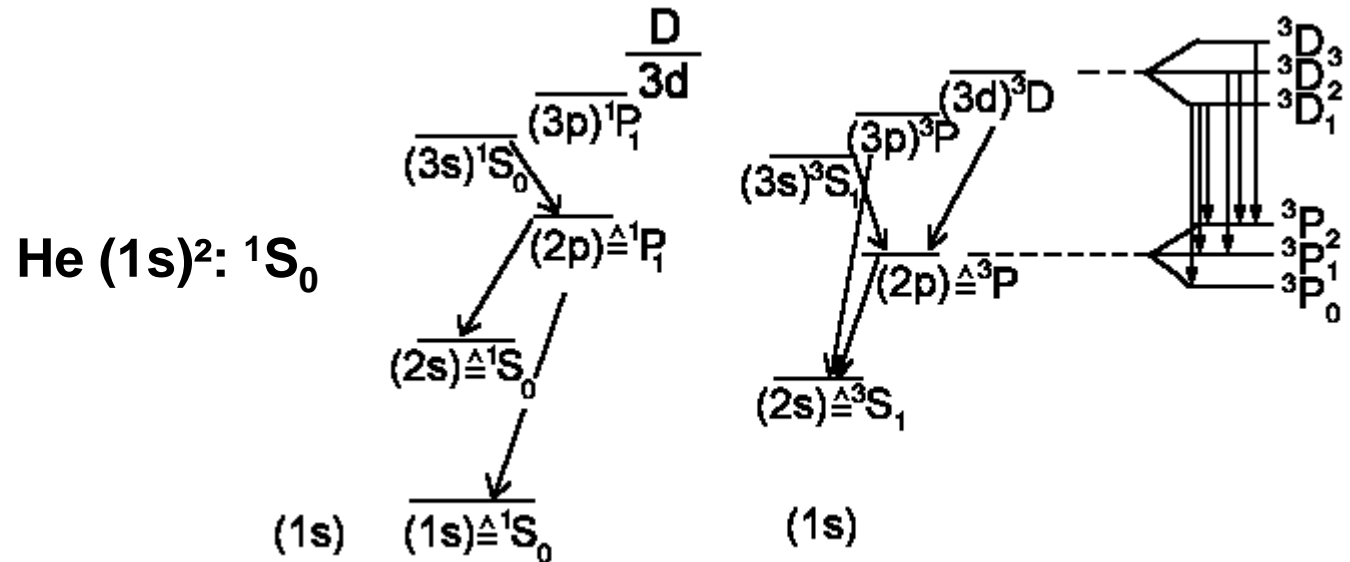 He (1s)²: ¹S₀
D
3d
(3p)¹P₁
(3s)¹S₀
(2p)≙¹P₁
(2s)≙¹S₀
(1s) (1s)≙¹S₀
(3d)³D
(3p)³P
(3s)³S₁
(2p)≙³P
(2s)≙³S₁
(1s)
³D₃
³D₂
³D₁
³P₂
³P₁
³P₀